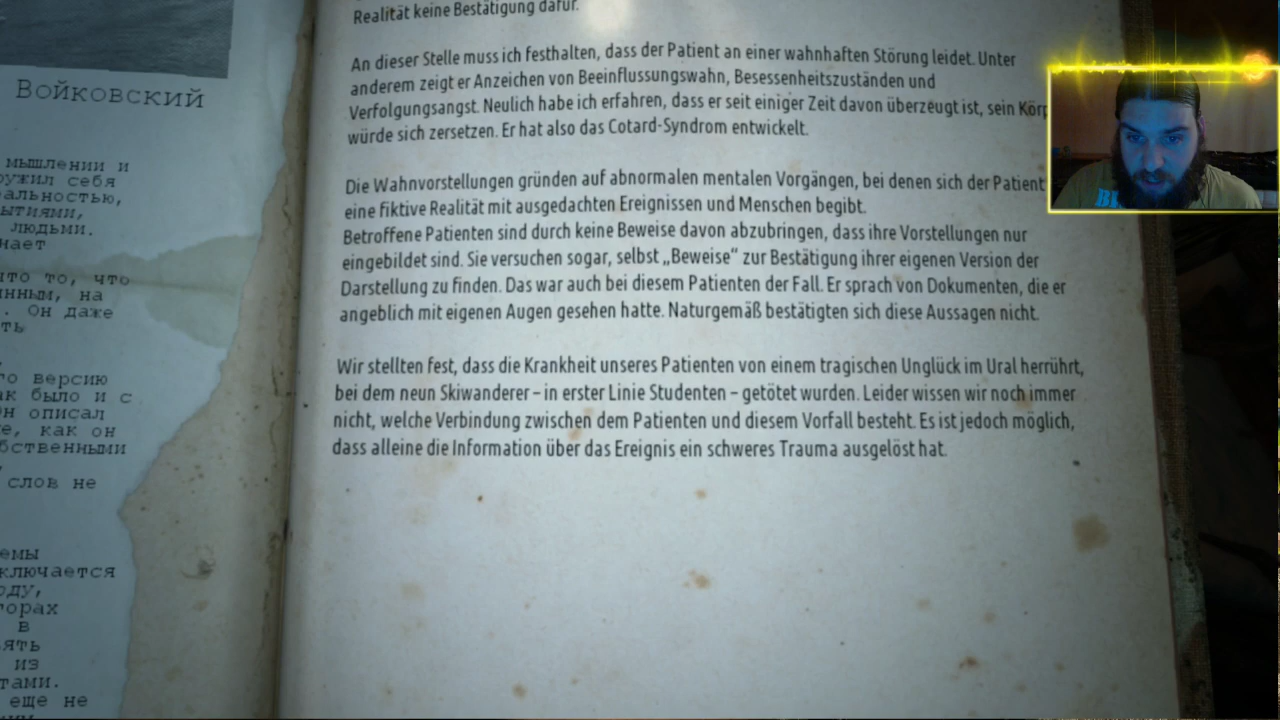 Войковский
мышлении и
ружил себя
альностью,
ытиями,
людьми.
нает
что то, что
нным, на
. Он даже
ть
го версию
ак было и с
н описал
е, как он
бственными
слов не
емы
ключается
оду,
горах
в
ять
из
тами.
еще не
Realität keine Bestätigung dafür.
An dieser Stelle muss ich festhalten, dass der Patient an einer wahnhaften Störung leidet. Unter
anderem zeigt er Anzeichen von Beeinflussungswahn, Besessenheitszuständen und
Verfolgungsangst. Neulich habe ich erfahren, dass er seit einiger Zeit davon überzeugt ist, sein Körp
würde sich zersetzen. Er hat also das Cotard-Syndrom entwickelt.
Die Wahnvorstellungen gründen auf abnormalen mentalen Vorgängen, bei denen sich der Patient
eine fiktive Realität mit ausgedachten Ereignissen und Menschen begibt.
Betroffene Patienten sind durch keine Beweise davon abzubringen, dass ihre Vorstellungen nur
eingebildet sind. Sie versuchen sogar, selbst „Beweise“ zur Bestätigung ihrer eigenen Version der
Darstellung zu finden. Das war auch bei diesem Patienten der Fall. Er sprach von Dokumenten, die er
angeblich mit eigenen Augen gesehen hatte. Naturgemäß bestätigten sich diese Aussagen nicht.
Wir stellten fest, dass die Krankheit unseres Patienten von einem tragischen Unglück im Ural herrührt,
bei dem neun Skiwanderer – in erster Linie Studenten – getötet wurden. Leider wissen wir noch immer
nicht, welche Verbindung zwischen dem Patienten und diesem Vorfall besteht. Es ist jedoch möglich,
dass alleine die Information über das Ereignis ein schweres Trauma ausgelöst hat.